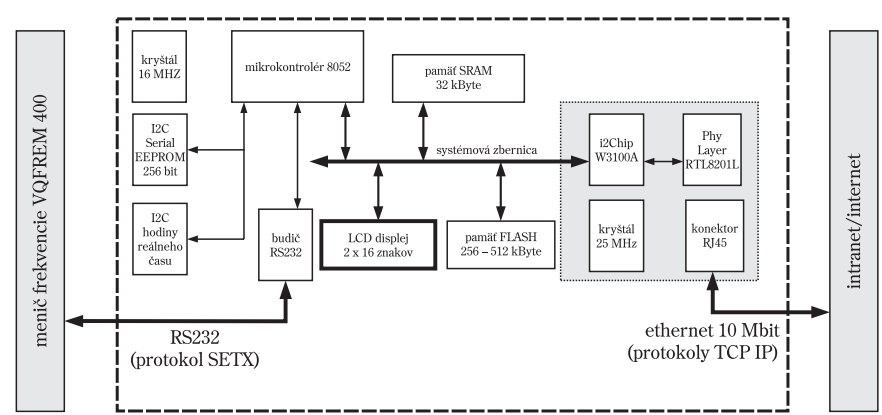 menič frekvencie VQFREM 400
kryštál
16 MHZ
mikrokontrolér 8052
pamäť SRAM
32 kByte
I2C
Serial
EEPROM
256 bit
systémová zbernica
i2Chip
W3100A
Phy
Layer
RTL8201L
I2C
hodiny
reálneho
času
budič
RS232
LCD displej
2 x 16 znakov
pamäť FLASH
256 – 512 kByte
kryštál
25 MHz
konektor
RJ45
RS232
(protokol SETX)
ethernet 10 Mbit
(protokoly TCP IP)
intranet/internet